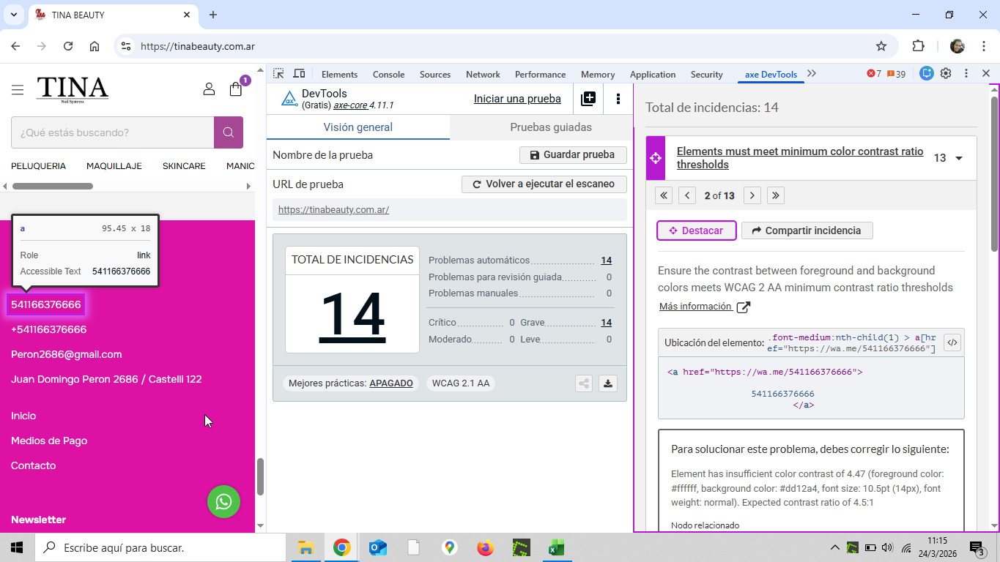 TINA BEAUTY
https://tinabeauty.com.ar
TINA
Nail Systems
1
¿Qué estás buscando?
PELUQUERIA
MAQUILLAJE
SKINCARE
MANIC
a
95.45 x 18
Role
link
Accessible Text
541166376666
541166376666
+541166376666
Peron2686@gmail.com
Juan Domingo Peron 2686 / Castelli 122
Inicio
Medios de Pago
Contacto
Newsletter
Elements
Console
Sources
Network
Performance
Memory
Application
Security
axe DevTools
7
39
ax
DevTools
(Gratis) axe-core 4.11.1
Iniciar una prueba
Visión general
Pruebas guiadas
Nombre de la prueba
Guardar prueba
URL de prueba
Volver a ejecutar el escaneo
https://tinabeauty.com.ar/
TOTAL DE INCIDENCIAS
14
Problemas automáticos 14
Problemas para revisión guiada 0
Problemas manuales 0
Crítico 0 Grave 14
Moderado 0 Leve 0
Mejores prácticas: APAGADO
WCAG 2.1 AA
Total de incidencias: 14
Elements must meet minimum color contrast ratio
thresholds
13
2 of 13
Destacar
Compartir incidencia
Ensure the contrast between foreground and background
colors meets WCAG 2 AA minimum contrast ratio thresholds
Más información
Ubicación del elemento:
.font-medium:nth-child(1) > a[hr
ef="https://wa.me/541166376666"]
</>
<a href="https://wa.me/541166376666">
541166376666
</a>
Para solucionar este problema, debes corregir lo siguiente:
Element has insufficient color contrast of 4.47 (foreground color:
#ffffff, background color: #dd12a4, font size: 10.5pt (14px), font
weight: normal). Expected contrast ratio of 4.5:1
Nodo relacionado
Escribe aquí para buscar.
11:15
24/3/2026
3